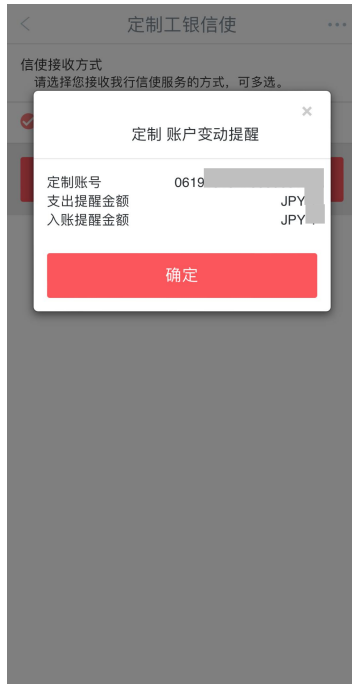 定制工银信使
信使接收方式
请选择您接收我行信使服务的方式，可多选。
×
定制 账户变动提醒
定制账号 0619
支出提醒金额 JPY
入账提醒金额 JPY
确定